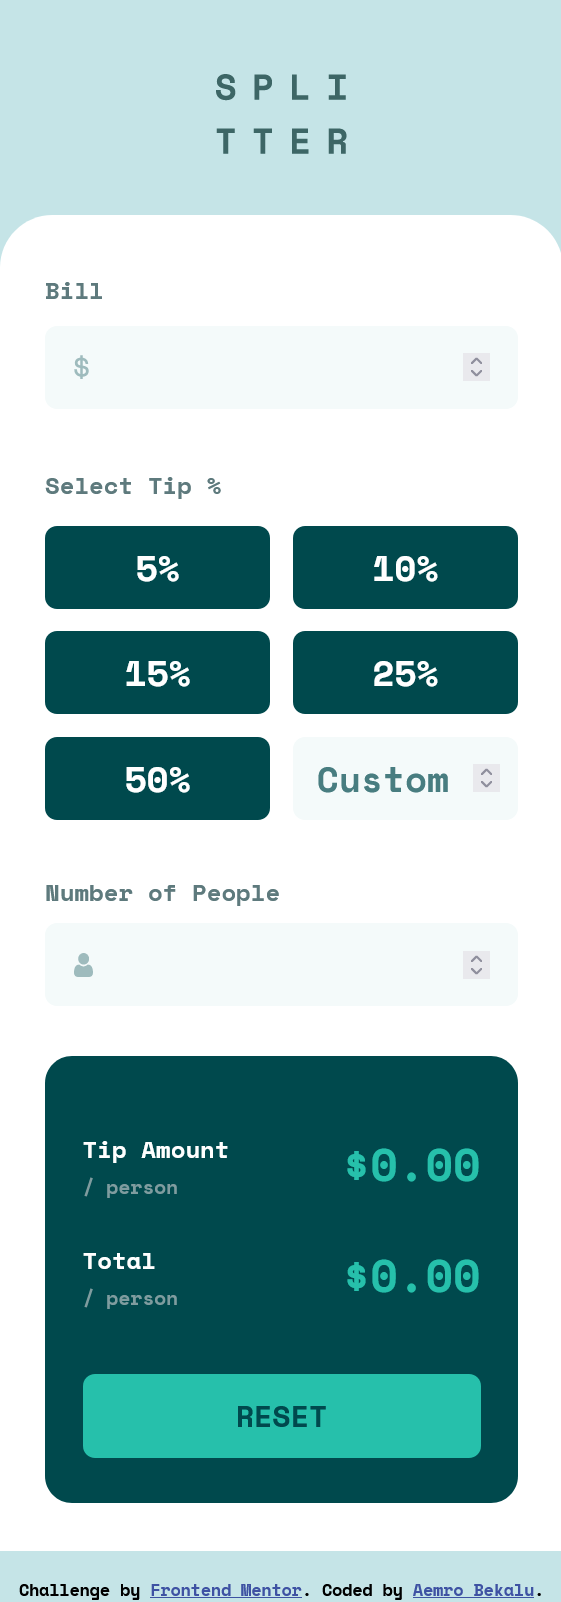 SPLI
TTER
Bill
$
Select Tip %
5%
10%
15%
25%
50%
Custom
Number of People
Tip Amount
$0.00
/ person
Total
$0.00
/ person
RESET
Challenge by Frontend Mentor. Coded by Aemro Bekalu.